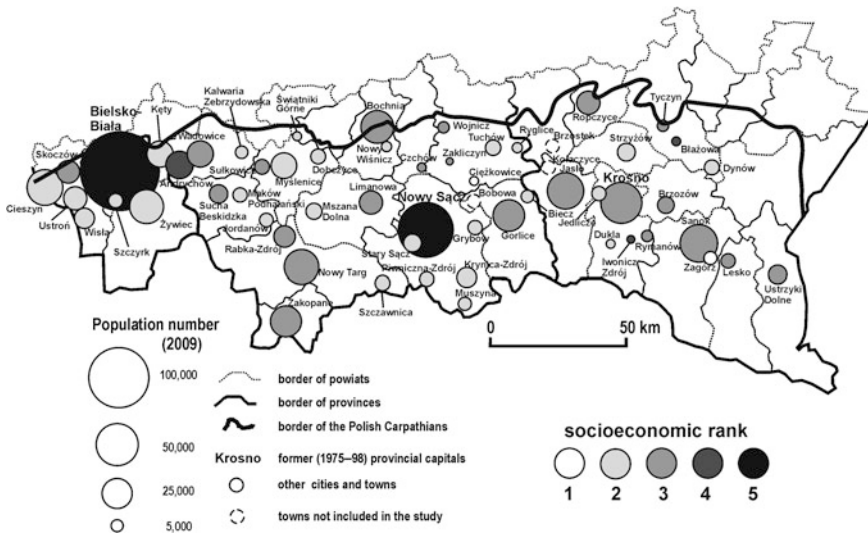 Kalwaria
Zebrzydowska
Świątniki
Górne
Bielsko-
Biała
Kęty
Wadowice
Bochnia
Wojnicz
Ropczyce
Tyczyn
Skoczów
Andrychów
Sułkowice
Myślenice
Dobczyce
Nowy
Wiśnicz
Czchów
Zakliczyn
Tuchów
Ryglice
Brzostek
Kołaczyce
Strzyżów
Błażowa
Dynów
Cieszyn
Ustroń
Wisła
Szczyrk
Żywiec
Sucha
Beskidzka
Maków
Podhalański
Jordanów
Rabka-Zdrój
Mszana
Dolna
Limanowa
Ciężkowice
Bobowa
Nowy Sącz
Stary Sącz
Grybów
Gorlice
Jasło
Biecz
Jedlicze
Krosno
Brzozów
Sanok
Dukla
Iwonicz
Zdrój
Rymanów
Zagórz
Lesko
Ustrzyki
Dolne
Nowy Targ
Zakopane
Piwniczna-Zdrój
Szczawnica
Krynica-Zdrój
Muszyna
0 50 km
Population number
(2009)
100,000
50,000
25,000
5,000
border of powiats
border of provinces
border of the Polish Carpathians
Krosno former (1975–98) provincial capitals
other cities and towns
towns not included in the study
socioeconomic rank
1 2 3 4 5